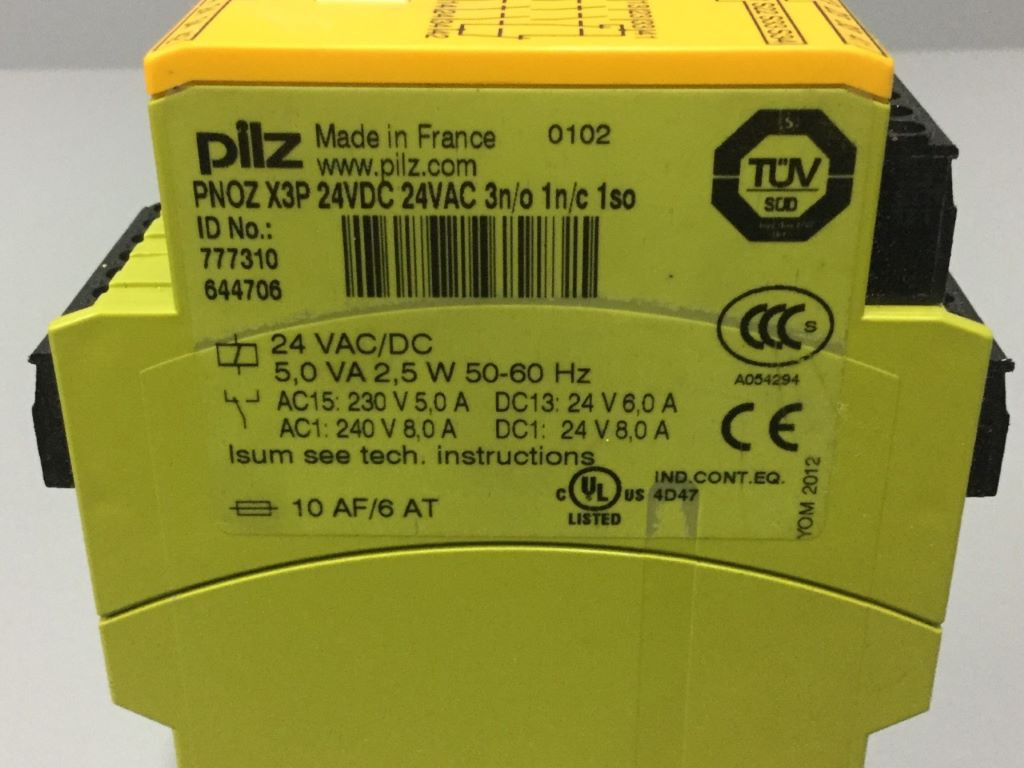 pilz Made in France 0102
www.pilz.com
PNOZ X3P 24VDC 24VAC 3n/o 1n/c 1so
ID No.:
777310
644706
TÜV
SÜD
CCC S
A054294
24 VAC/DC
5,0 VA 2,5 W 50-60 Hz
AC15: 230 V 5,0 A DC13: 24 V 6,0 A
AC1: 240 V 8,0 A DC1: 24 V 8,0 A
Isum see tech. instructions
CE
10 AF/6 AT
C UL US
LISTED
IND.CONT.EQ.
4D47
YOM 2012